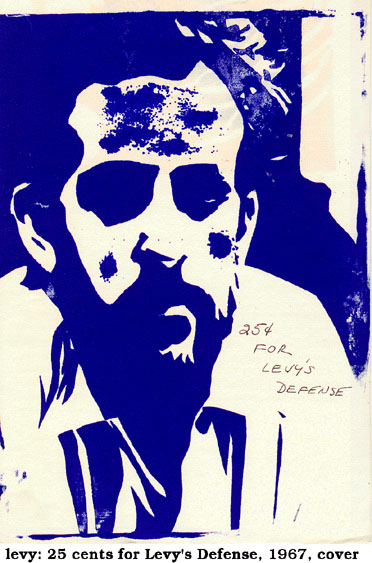 25¢
FOR
LEVY'S
DEFENSE
levy: 25 cents for Levy's Defense, 1967, cover